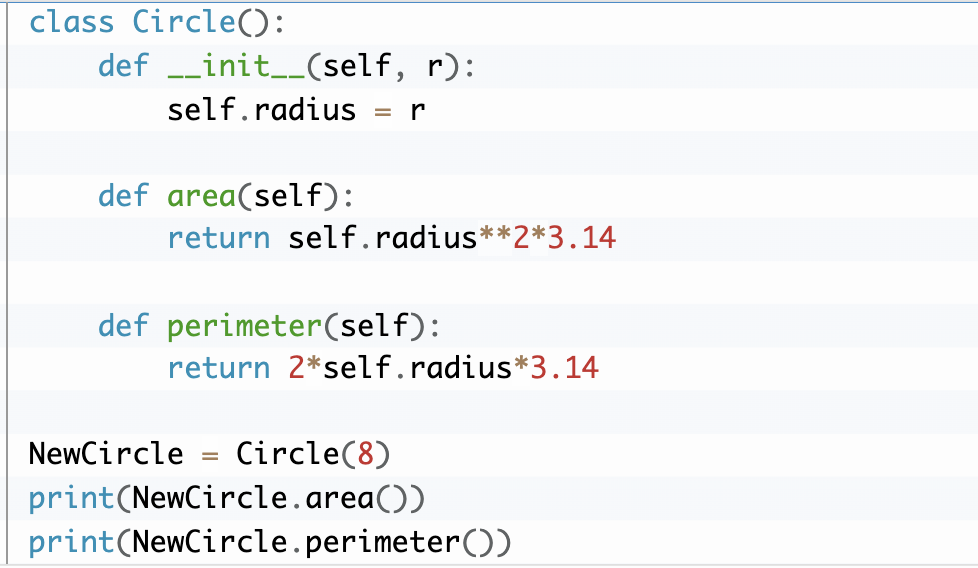 class Circle():
    def __init__(self, r):
        self.radius = r

    def area(self):
        return self.radius**2*3.14

    def perimeter(self):
        return 2*self.radius*3.14

NewCircle = Circle(8)
print(NewCircle.area())
print(NewCircle.perimeter())